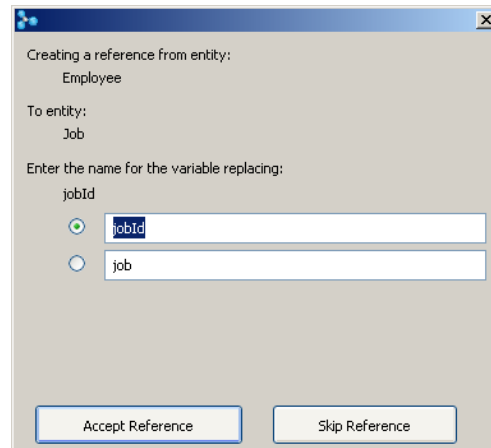 Creating a reference from entity:
Employee
To entity:
Job
Enter the name for the variable replacing:
jobId
jobId
job
Accept Reference
Skip Reference